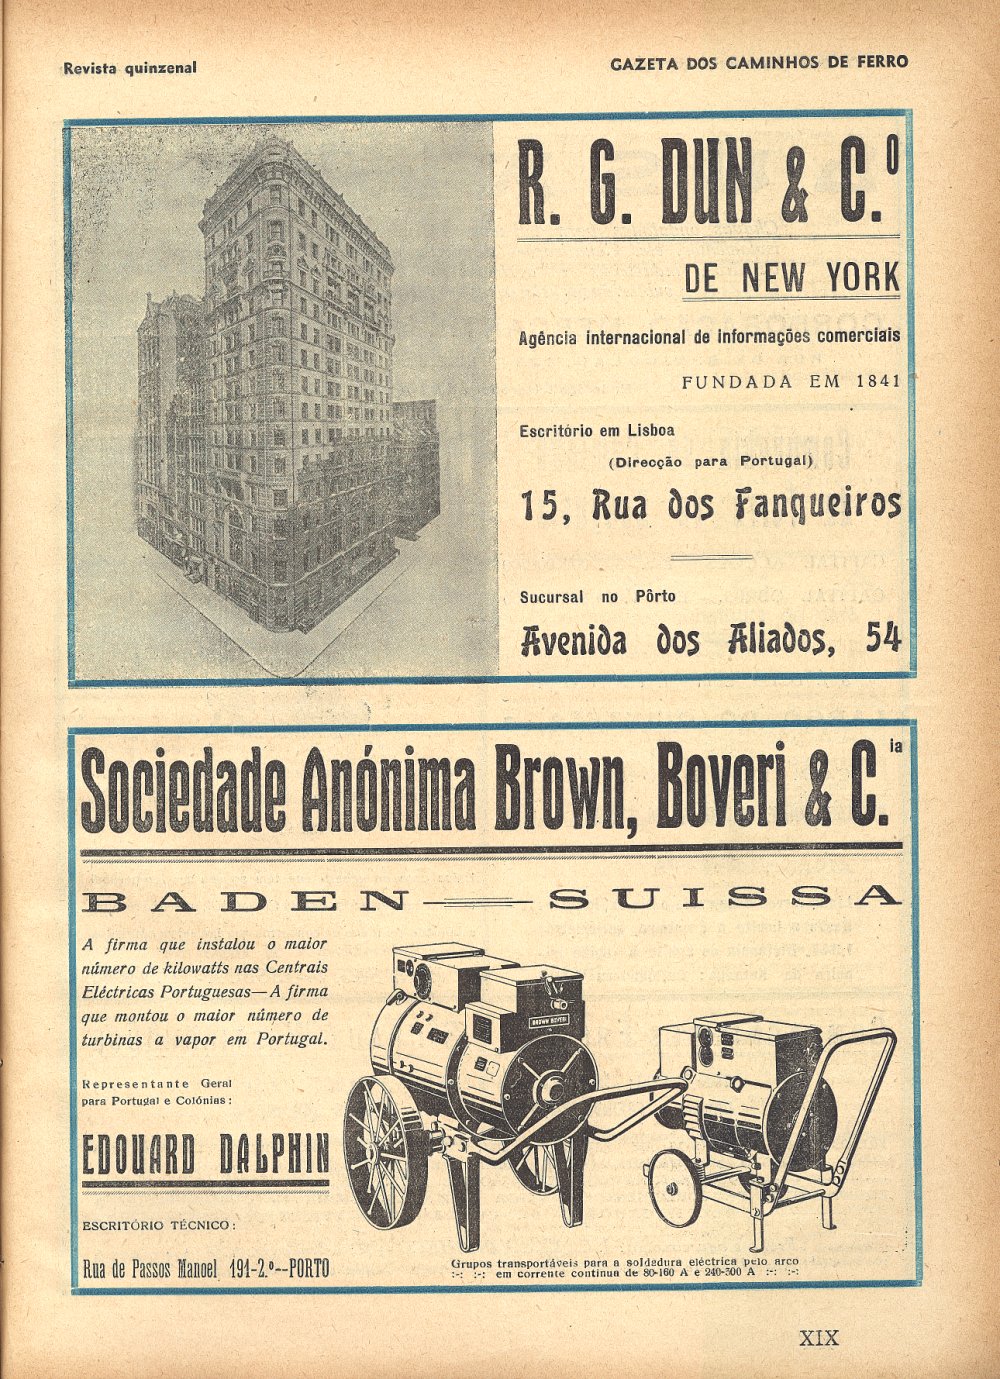 Revista quinzenal
GAZETA DOS CAMINHOS DE FERRO
R. G. DUN & C.º
DE NEW YORK
Agência internacional de informações comerciais
FUNDADA EM 1841
Escritório em Lisboa
(Direcção para Portugal)
15, Rua dos Fanqueiros
Sucursal no Pôrto
Avenida dos Aliados, 54
Sociedade Anónima Brown, Boveri & C.ia
BADEN — SUISSA
A firma que instalou o maior
número de kilowatts nas Centrais
Eléctricas Portuguesas—A firma
que montou o maior número de
turbinas a vapor em Portugal.
Representante Geral
para Portugal e Colónias:
EDOUARD DALPHIN
ESCRITÓRIO TÉCNICO:
Rua de Passos Manoel 191-2.º--PORTO
BROWN BOVERI
Grupos transportáveis para a soldadura eléctrica pelo arco
:-: :-: em corrente continua de 80-160 A e 240-300 A :-: :-:
XIX